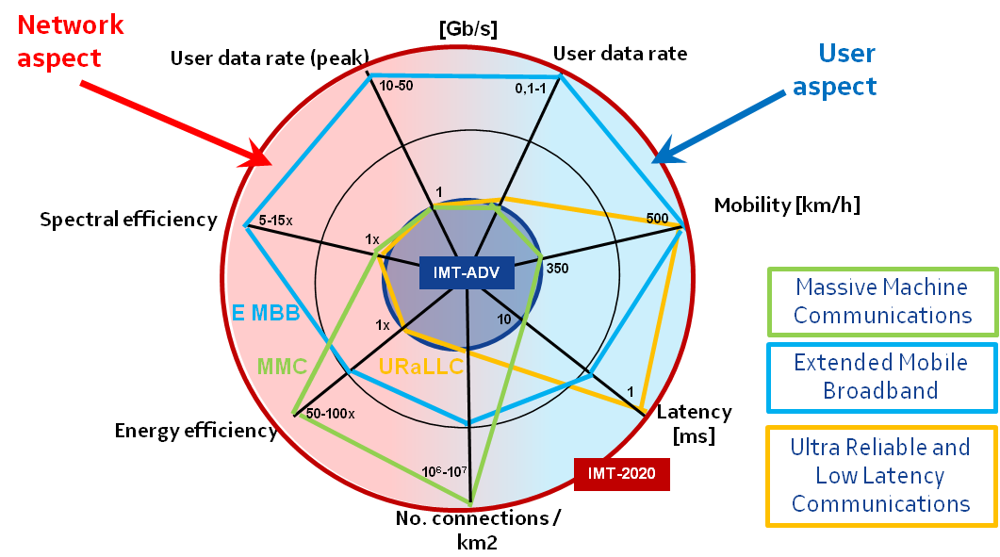 Network
aspect
[Gb/s]
User data rate (peak)
User data rate
User
aspect
10-50
0,1-1
1
Mobility [km/h]
500
Spectral efficiency
5-15x
1x
IMT-ADV
350
Massive Machine
Communications
E MBB
1x
10
MMC
URaLLC
Extended Mobile
Broadband
1
50-100x
Energy efficiency
Latency
[ms]
10⁶-10⁷
IMT-2020
Ultra Reliable and
Low Latency
Communications
No. connections /
km2